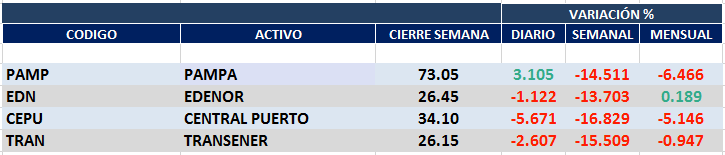 VARIACIÓN %
CODIGO ACTIVO CIERRE SEMANA DIARIO SEMANAL MENSUAL
PAMP PAMPA 73.05 3.105 -14.511 -6.466
EDN EDENOR 26.45 -1.122 -13.703 0.189
CEPU CENTRAL PUERTO 34.10 -5.671 -16.829 -5.146
TRAN TRANSENER 26.15 -2.607 -15.509 -0.947